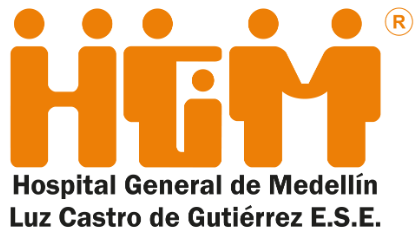 HGM ®
Hospital General de Medellín
Luz Castro de Gutiérrez E.S.E.